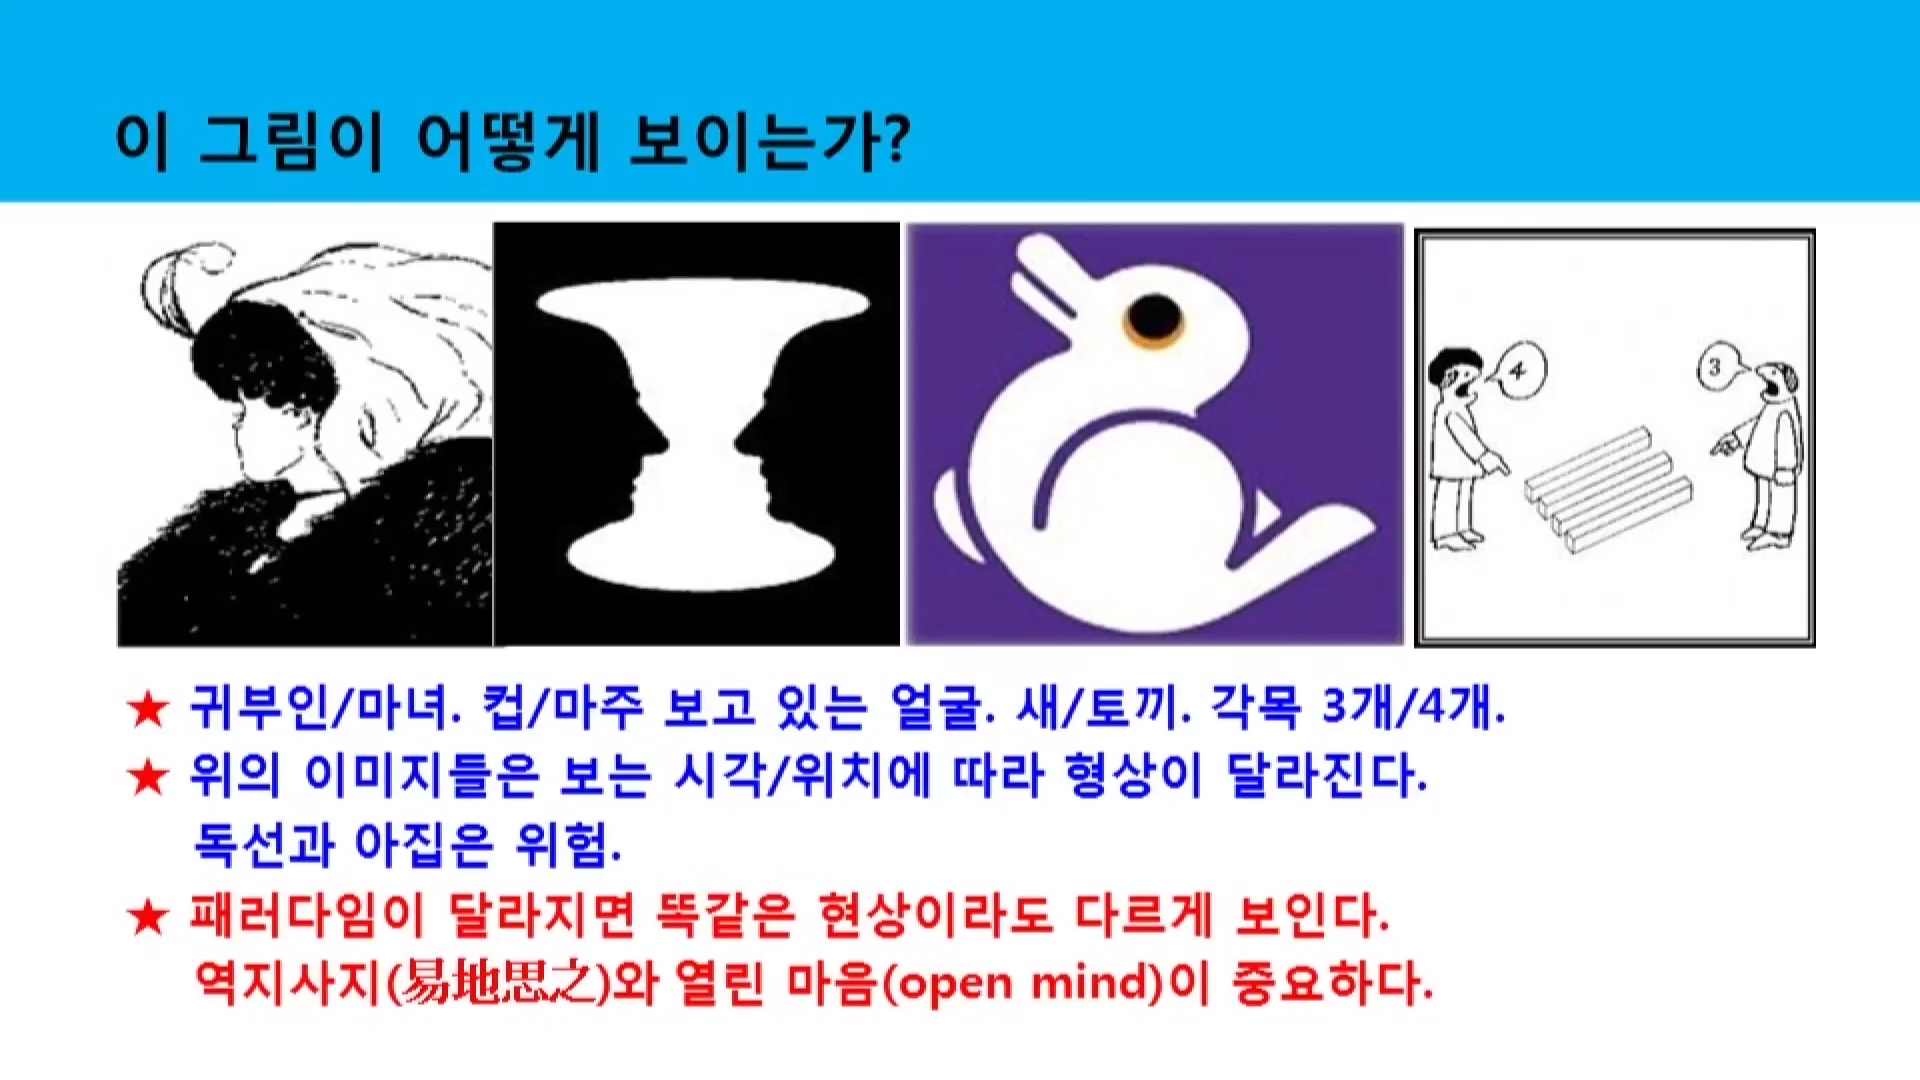 이 그림이 어떻게 보이는가?
4
3
★ 귀부인/마녀. 컵/마주 보고 있는 얼굴. 새/토끼. 각목 3개/4개.
★ 위의 이미지들은 보는 시각/위치에 따라 형상이 달라진다.
독선과 아집은 위험.
★ 패러다임이 달라지면 똑같은 현상이라도 다르게 보인다.
역지사지(易地思之)와 열린 마음(open mind)이 중요하다.